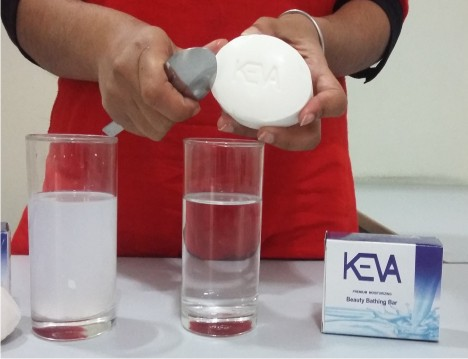 KEVA
KEVA
PREMIUM MOISTURISING
Beauty Bathing Bar